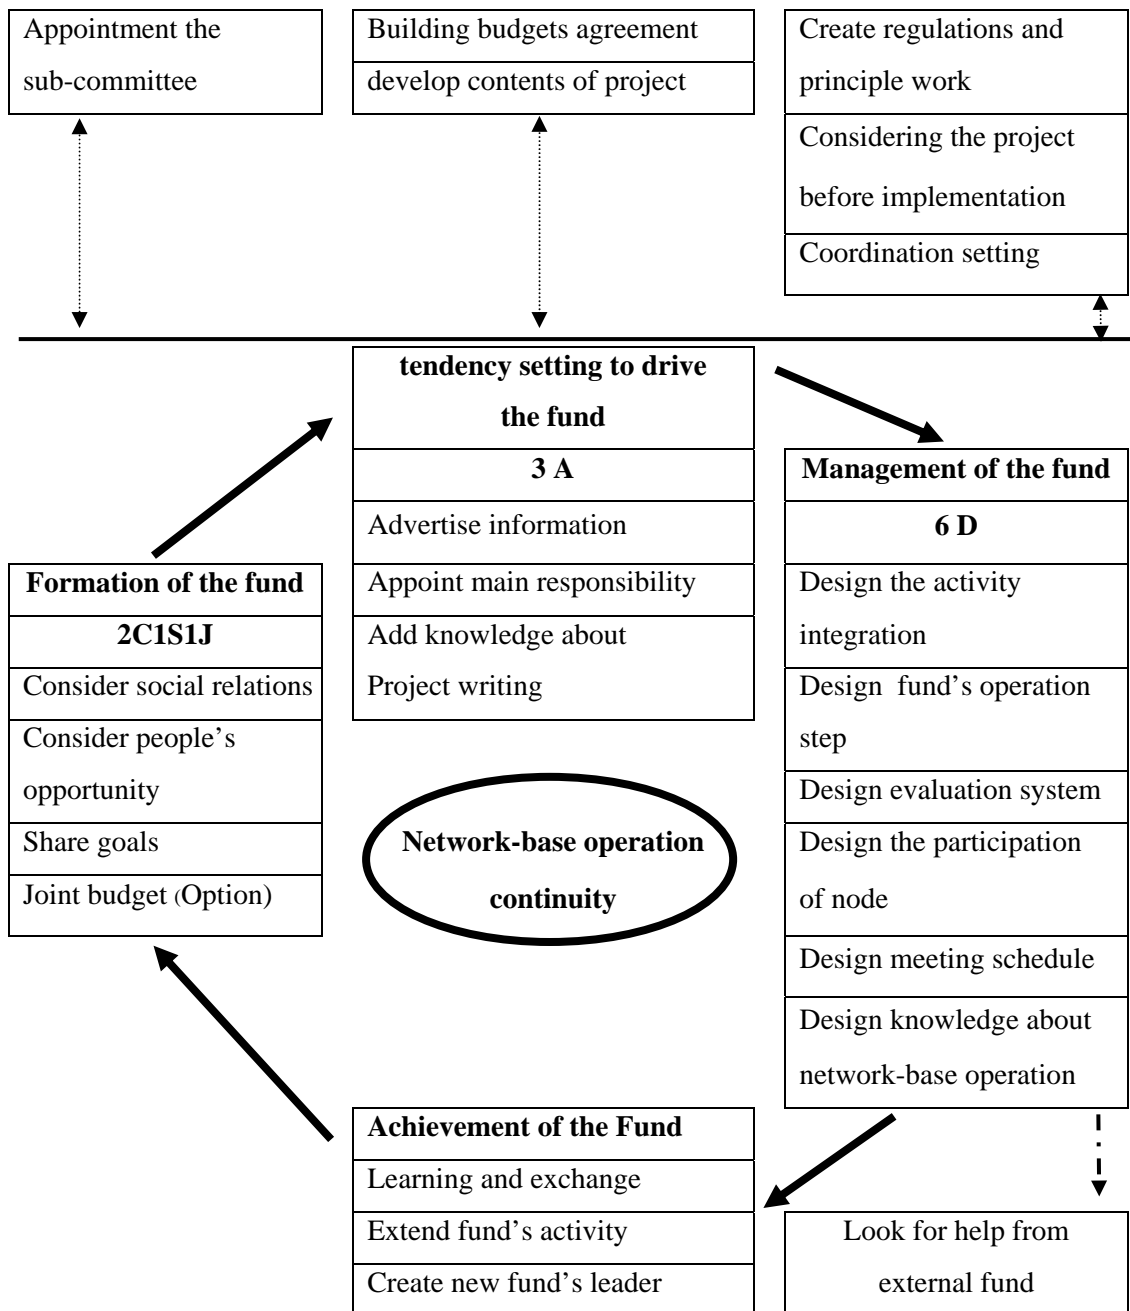 Appointment the
sub-committee
Building budgets agreement
develop contents of project
Create regulations and
principle work
Considering the project
before implementation
Coordination setting
tendency setting to drive
the fund
3 A
Advertise information
Appoint main responsibility
Add knowledge about
Project writing
Management of the fund
6 D
Design the activity
integration
Design fund’s operation
step
Design evaluation system
Design the participation
of node
Design meeting schedule
Design knowledge about
network-base operation
Formation of the fund
2C1S1J
Consider social relations
Consider people’s
opportunity
Share goals
Joint budget (Option)
Network-base operation
continuity
Achievement of the Fund
Learning and exchange
Extend fund’s activity
Create new fund’s leader
Look for help from
external fund